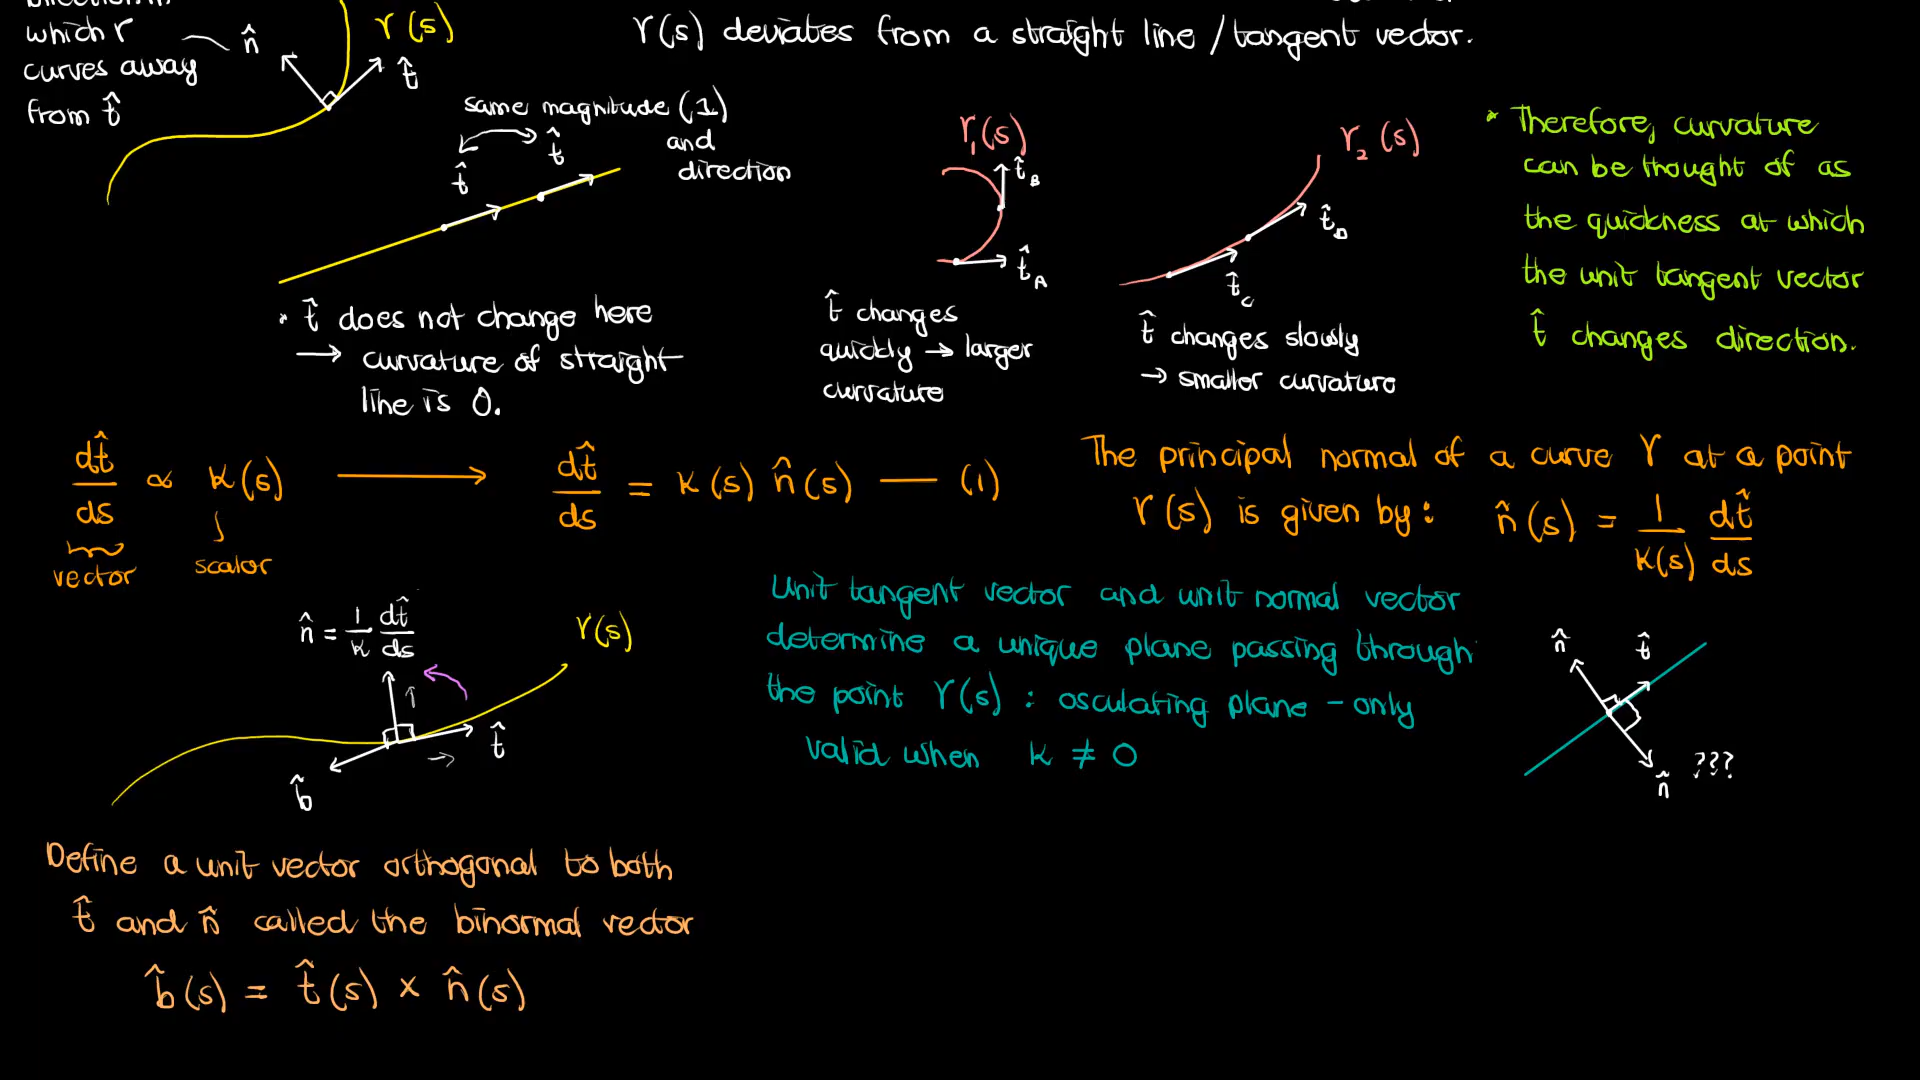 which r
curves away
from t̂
n̂
r(s)
t̂
r(s) deviates from a straight line / tangent vector.
same magnitude (1)
and
direction
t̂
t̂
* t̂ does not change here
→ curvature of straight
line is 0.
r₁(s)
t̂_B
t̂_A
t̂ changes
quickly → larger
curvature
r₂(s)
t̂_D
t̂_C
t̂ changes slowly
→ smaller curvature
* Therefore, curvature
can be thought of as
the quickness at which
the unit tangent vector
t̂ changes direction.
dt̂/ds ∝ κ(s) → dt̂/ds = κ(s) n̂(s) — (1)
vector
scalar
The principal normal of a curve r at a point
r(s) is given by: n̂(s) = 1/κ(s) dt̂/ds
n̂ = 1/κ dt̂/ds
r(s)
t̂
b̂
Unit tangent vector and unit normal vector
determine a unique plane passing through
the point r(s) : osculating plane - only
valid when κ ≠ 0
n̂
t̂
n̂ ???
Define a unit vector orthogonal to both
t̂ and n̂ called the binormal vector
b̂(s) = t̂(s) × n̂(s)